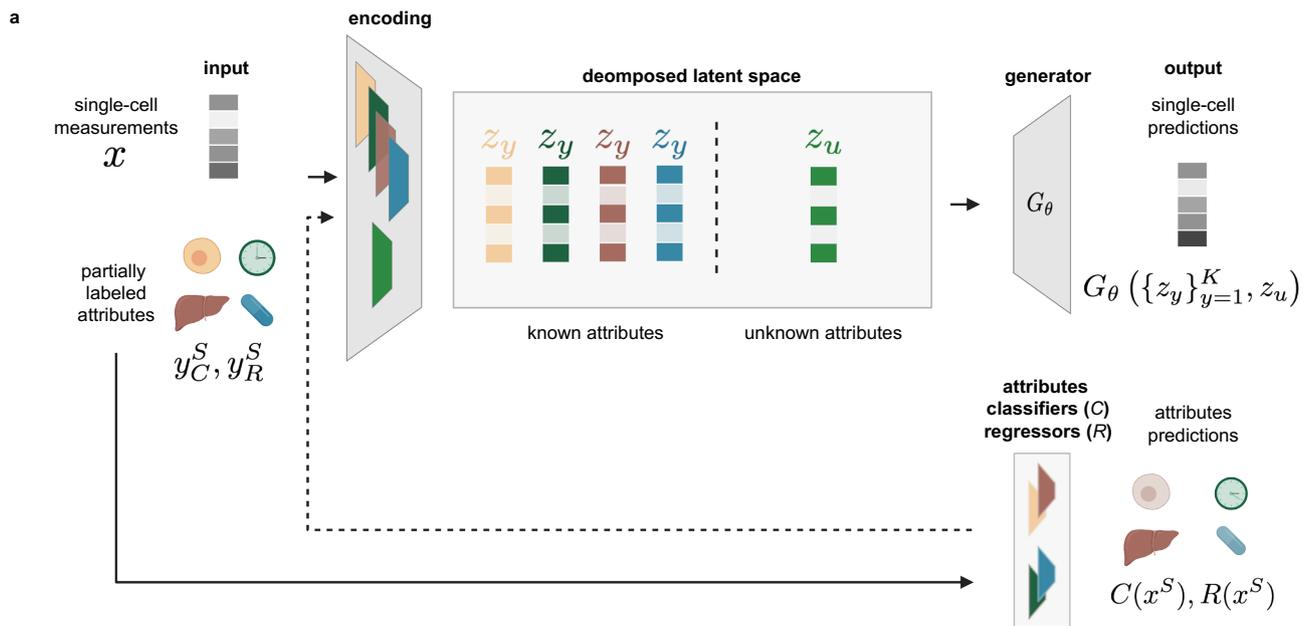 a
encoding
input
single-cell
measurements
x
partially
labeled
attributes
y_C^S, y_R^S
deomposed latent space
z_y z_y z_y z_y z_u
known attributes unknown attributes
generator
G_θ
output
single-cell
predictions
G_θ ({z_y}_{y=1}^K, z_u)
attributes
classifiers (C)
regressors (R)
attributes
predictions
C(x^S), R(x^S)